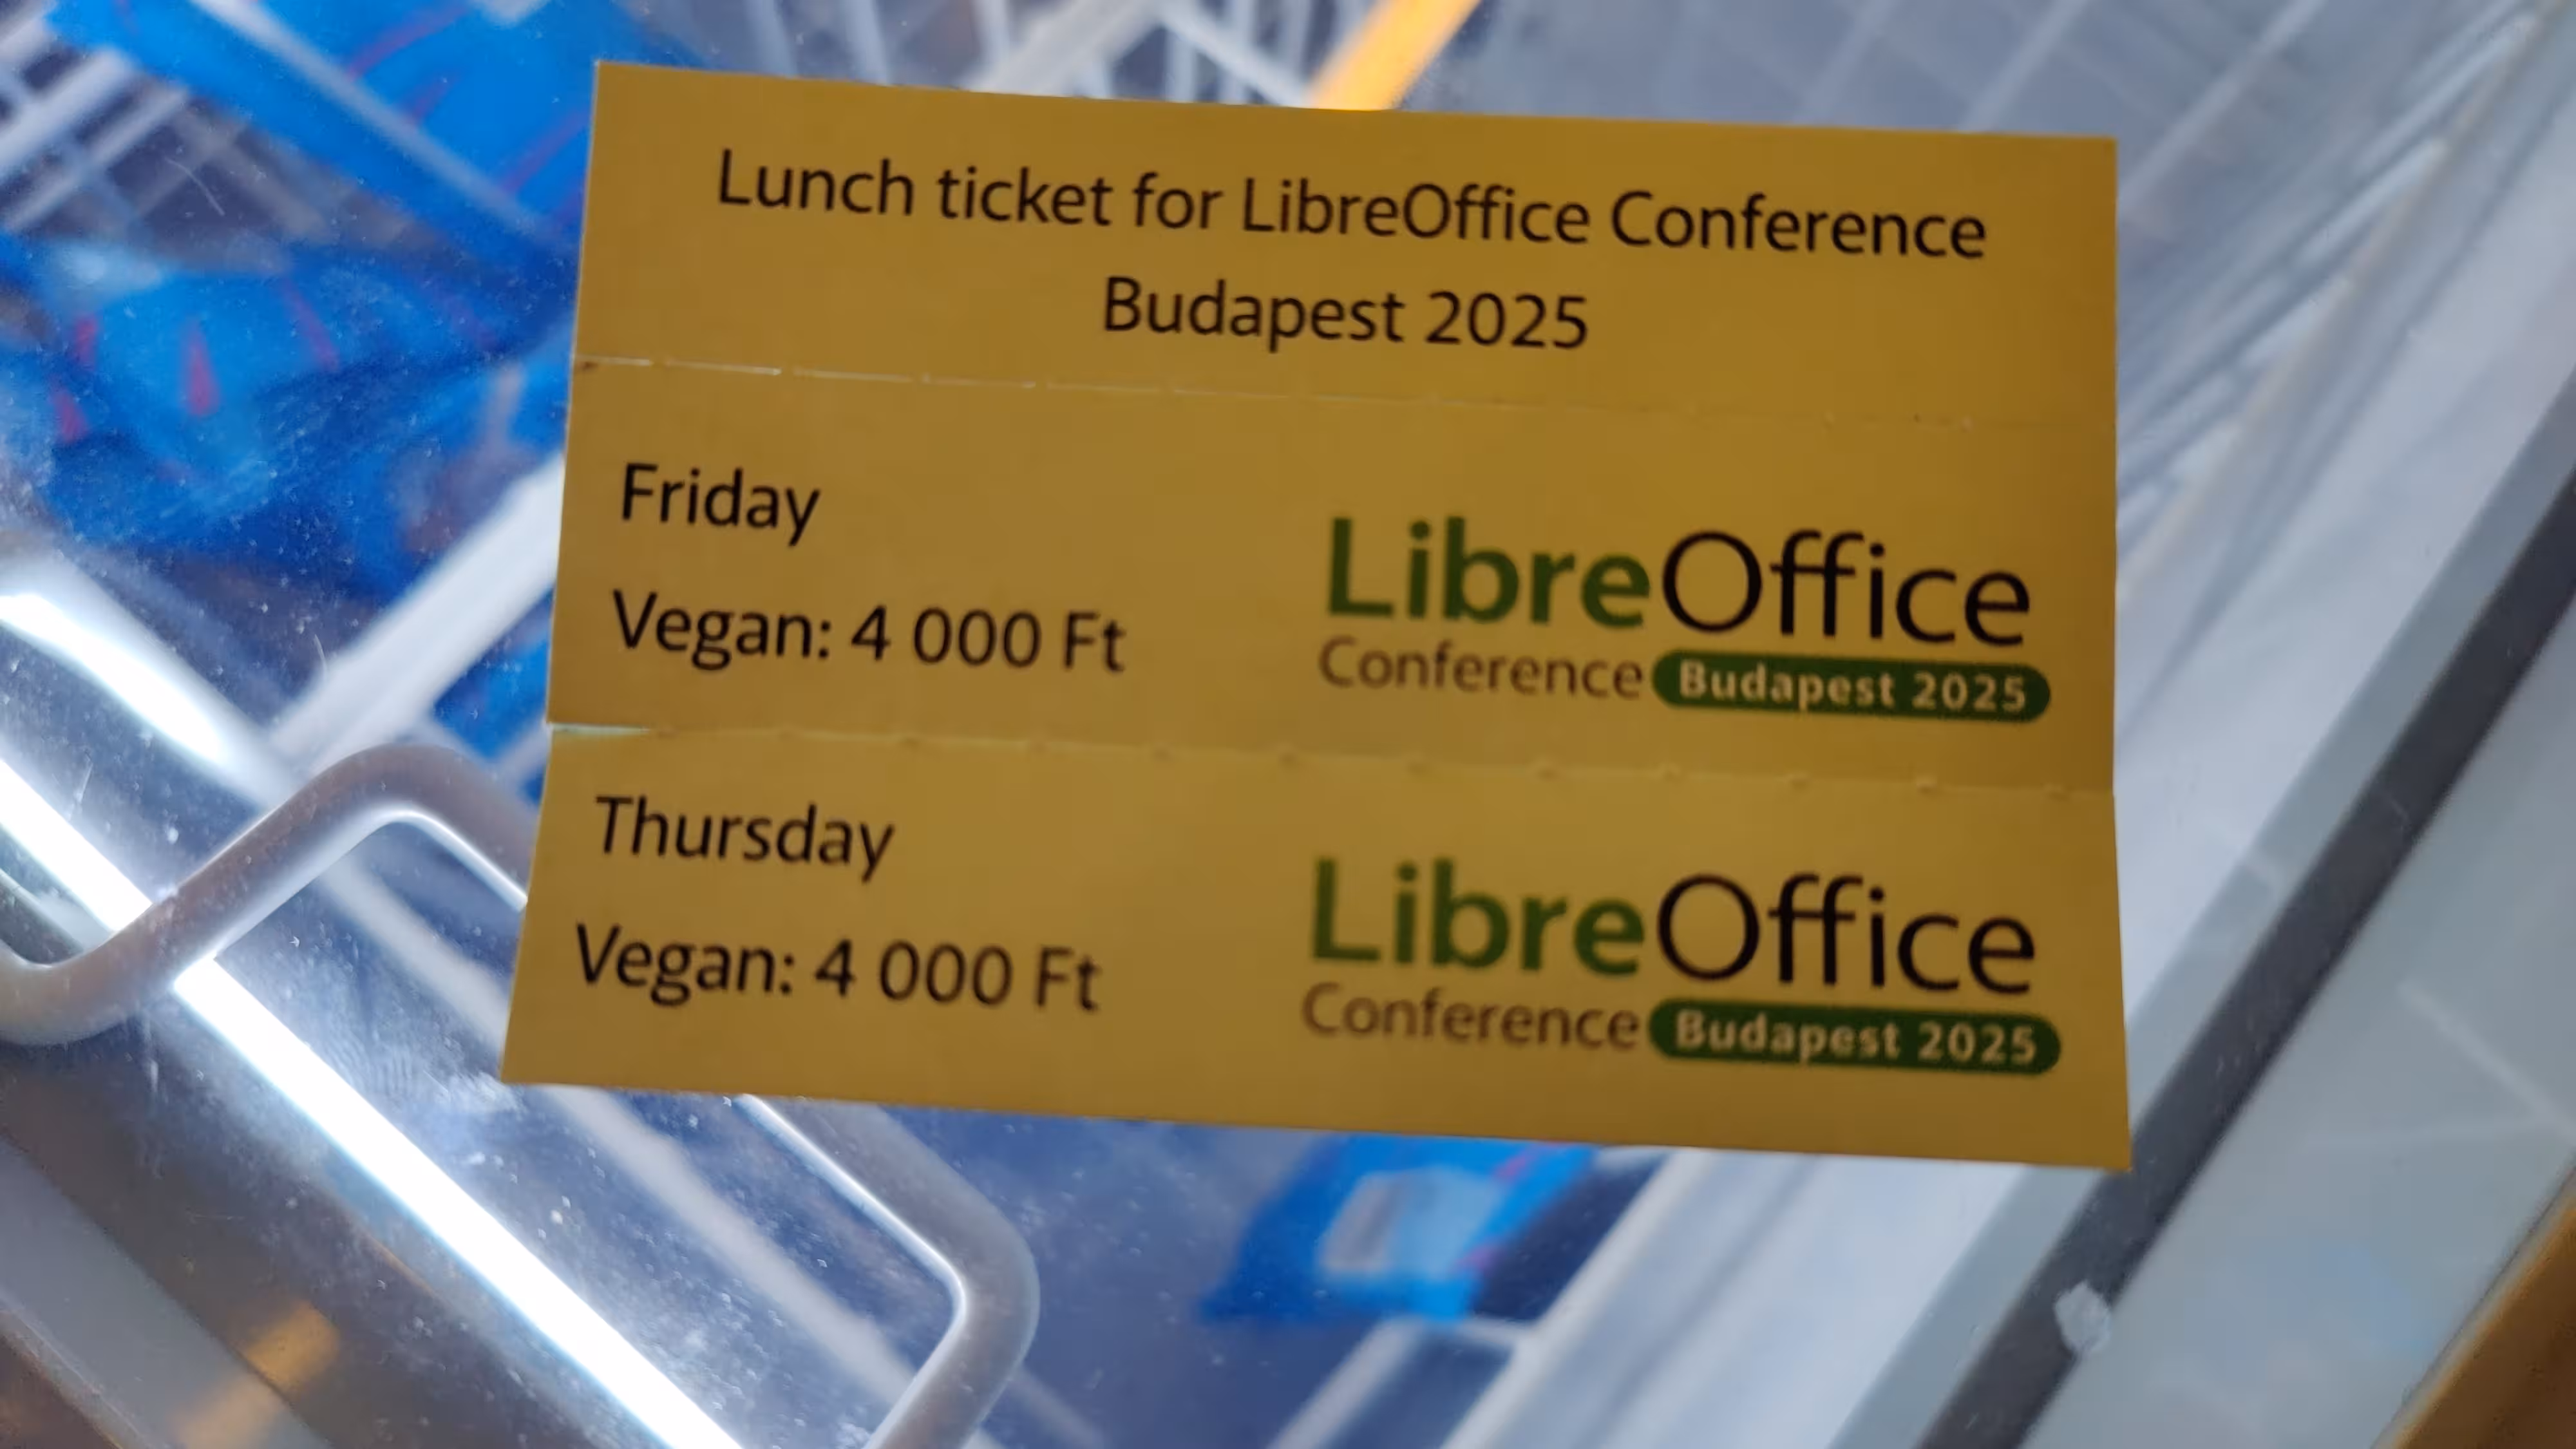 Lunch ticket for LibreOffice Conference
Budapest 2025
Friday
Vegan: 4 000 Ft
LibreOffice
Conference Budapest 2025
Thursday
Vegan: 4 000 Ft
LibreOffice
Conference Budapest 2025